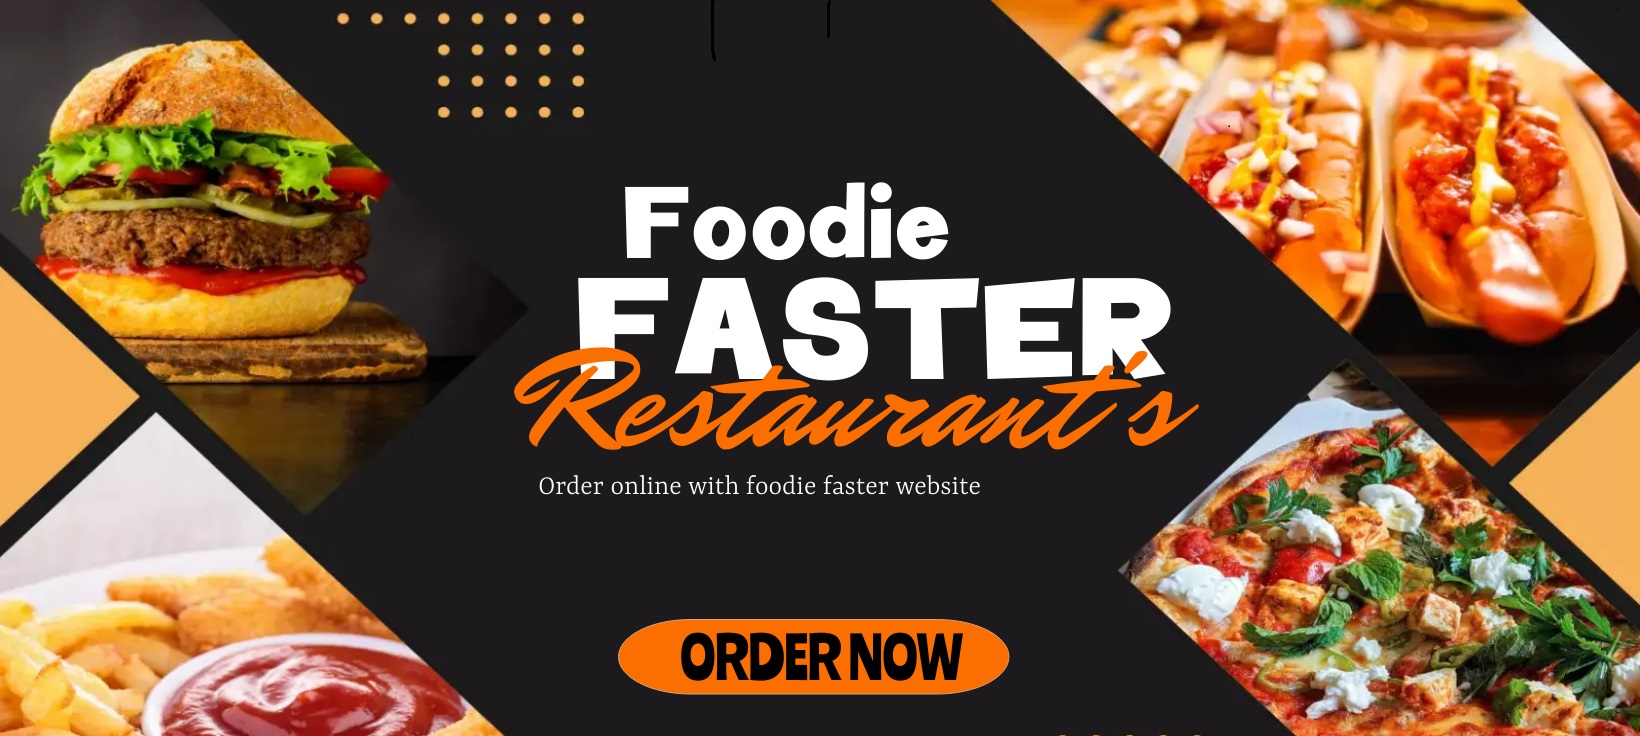 Foodie
FASTER
Restaurant's
Order online with foodie faster website
ORDER NOW